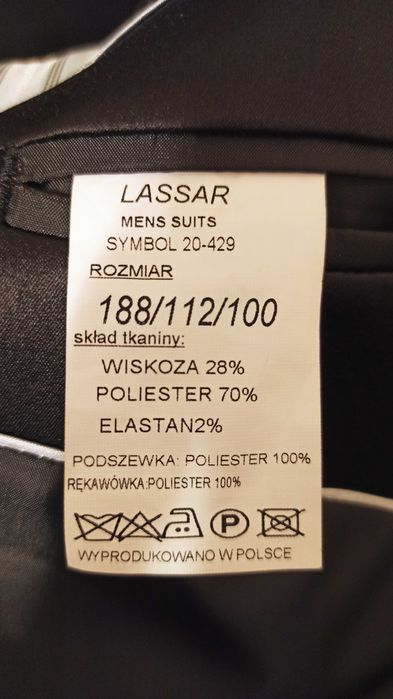 LASSAR
MENS SUITS
SYMBOL 20-429
ROZMIAR
188/112/100
skład tkaniny:
WISKOZA 28%
POLIESTER 70%
ELASTAN2%
PODSZEWKA: POLIESTER 100%
RĘKAWÓWKA:POLIESTER 100%
P
WYPRODUKOWANO W POLSCE